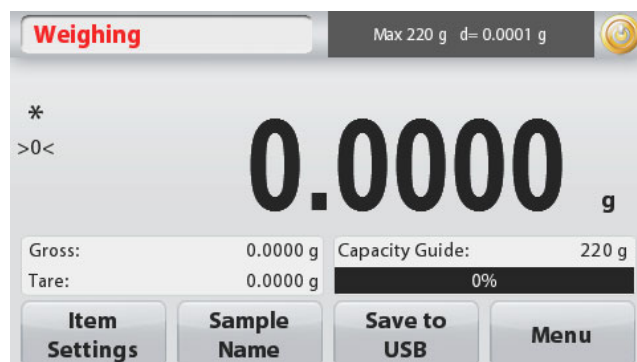 Weighing
Max 220 g d= 0.0001 g
*
>0<
0.0000 g
Gross: 0.0000 g
Tare: 0.0000 g
Capacity Guide: 220 g
0%
Item
Settings
Sample
Name
Save to
USB
Menu